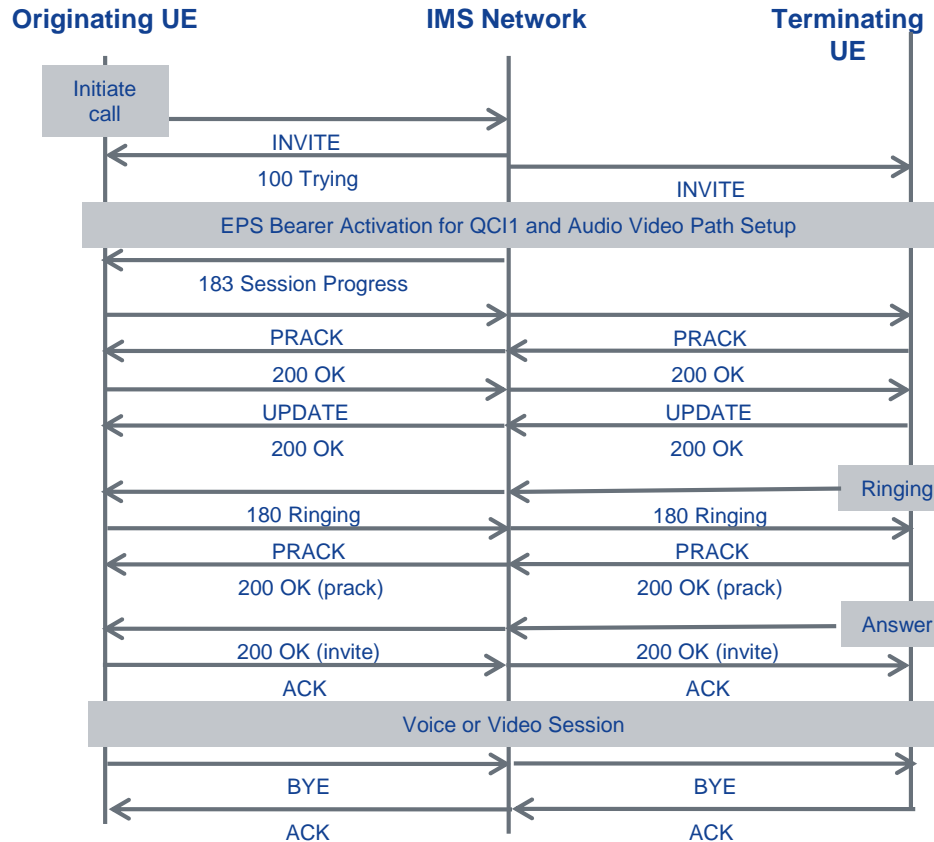 Originating UE
IMS Network
Terminating
UE
Initiate
call
INVITE
100 Trying
INVITE
EPS Bearer Activation for QCI1 and Audio Video Path Setup
183 Session Progress
PRACK
PRACK
200 OK
200 OK
UPDATE
UPDATE
200 OK
200 OK
Ringing
180 Ringing
180 Ringing
PRACK
PRACK
200 OK (prack)
200 OK (prack)
Answer
200 OK (invite)
200 OK (invite)
ACK
ACK
Voice or Video Session
BYE
BYE
ACK
ACK